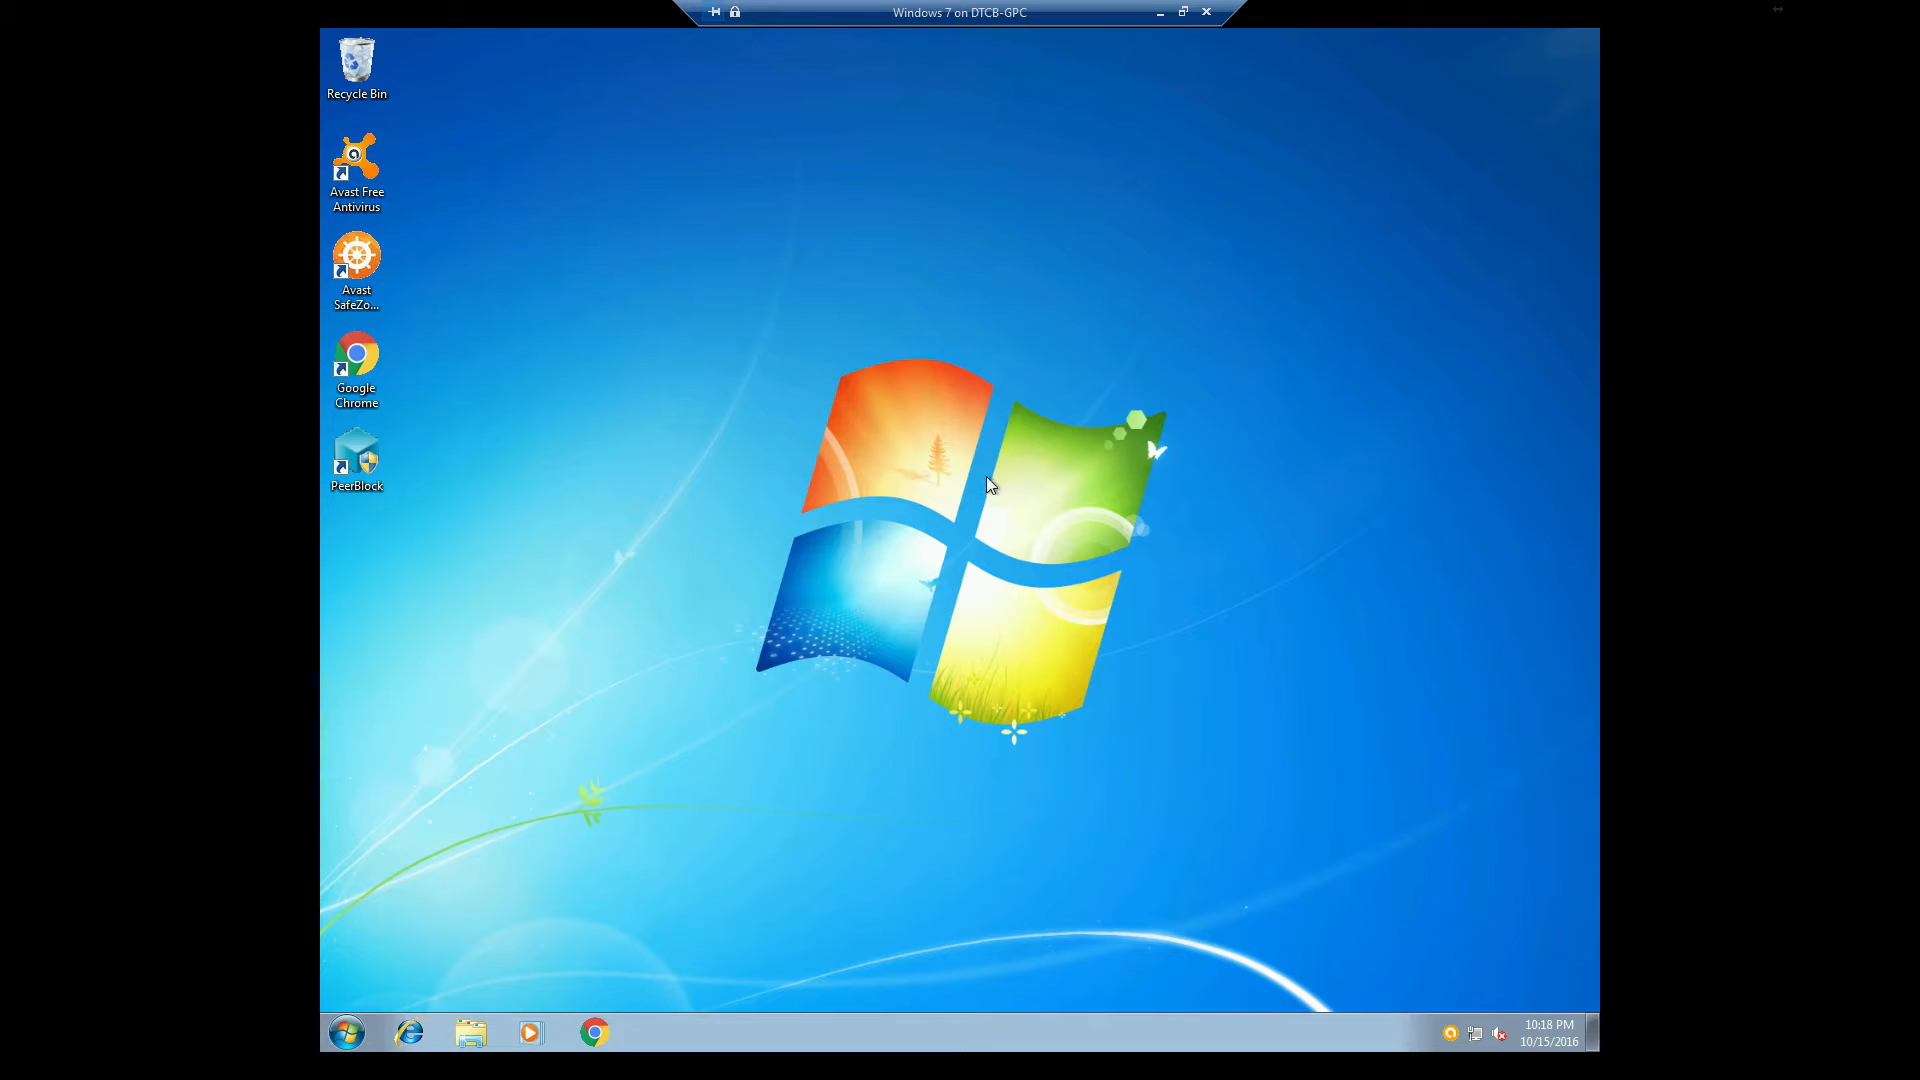 Windows 7 on DTCB-GPC
Recycle Bin
Avast Free
Antivirus
Avast
SafeZo...
Google
Chrome
PeerBlock
10:18 PM
10/15/2016